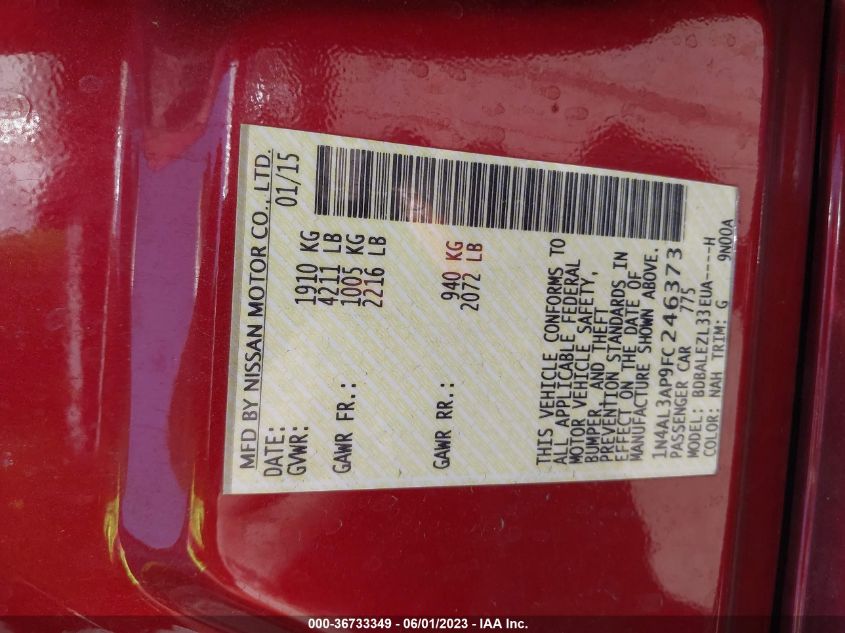 MFD BY NISSAN MOTOR CO., LTD.
DATE: 01/15
GVWR: 1910 KG
4211 LB
GAWR FR.: 1005 KG
2216 LB
GAWR RR.: 940 KG
2072 LB
THIS VEHICLE CONFORMS TO
ALL APPLICABLE FEDERAL
MOTOR VEHICLE SAFETY,
BUMPER, AND THEFT
PREVENTION STANDARDS IN
EFFECT ON THE DATE OF
MANUFACTURE SHOWN ABOVE.
1N4AL3AP9FC246373
PASSENGER CAR 775
MODEL: BDBALEZL33EUA----H
COLOR: NAH TRIM: G 9N00A
000-36733349 - 06/01/2023 - IAA Inc.